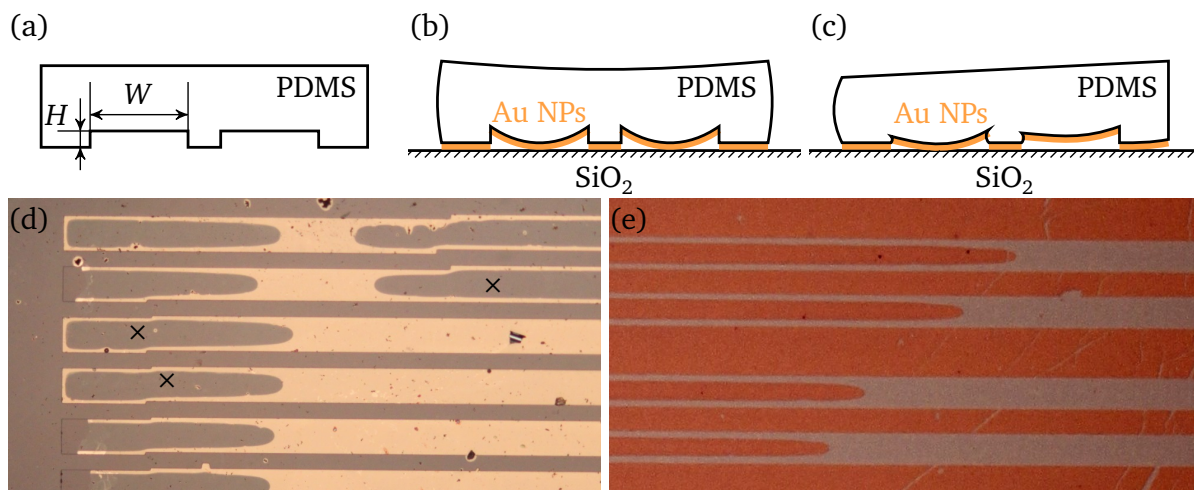 (a)
W
H
PDMS
(b)
Au NPs
PDMS
SiO₂
(c)
Au NPs
PDMS
SiO₂
(d)
(e)